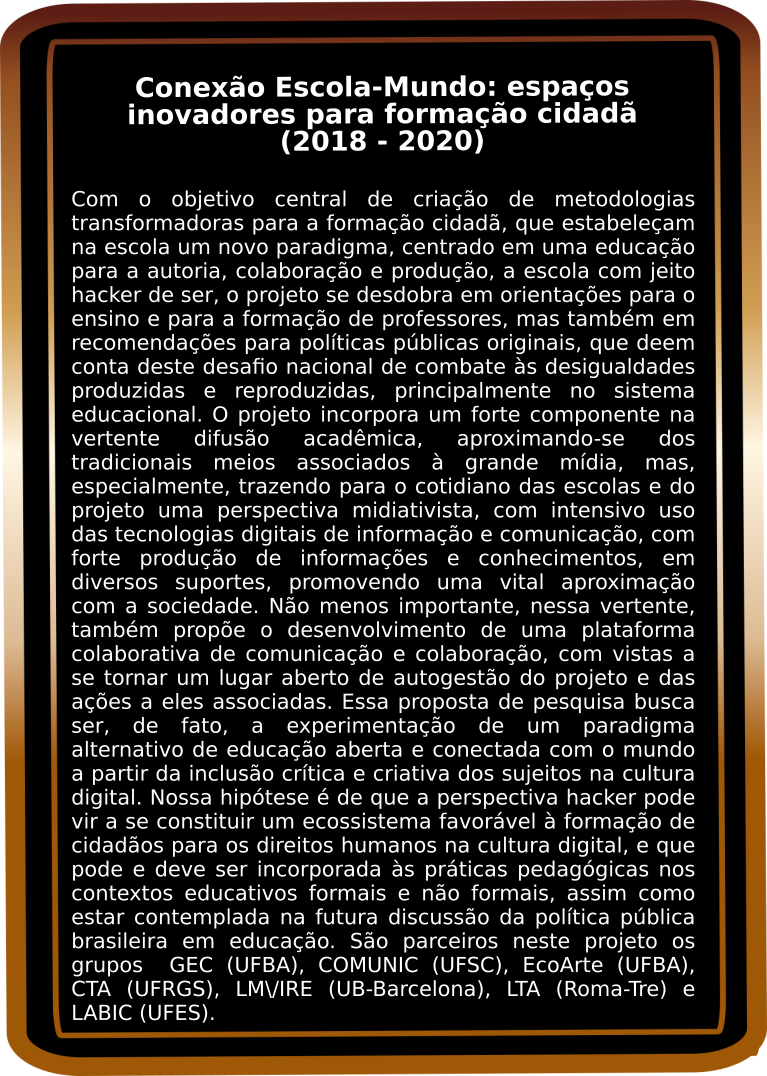 Conexão Escola-Mundo: espaços
inovadores para formação cidadã
(2018 - 2020)
Com o objetivo central de criação de metodologias
transformadoras para a formação cidadã, que estabeleçam
na escola um novo paradigma, centrado em uma educação
para a autoria, colaboração e produção, a escola com jeito
hacker de ser, o projeto se desdobra em orientações para o
ensino e para a formação de professores, mas também em
recomendações para políticas públicas originais, que deem
conta deste desafio nacional de combate às desigualdades
produzidas e reproduzidas, principalmente no sistema
educacional. O projeto incorpora um forte componente na
vertente difusão acadêmica, aproximando-se dos
tradicionais meios associados à grande mídia, mas,
especialmente, trazendo para o cotidiano das escolas e do
projeto uma perspectiva midiativista, com intensivo uso
das tecnologias digitais de informação e comunicação, com
forte produção de informações e conhecimentos, em
diversos suportes, promovendo uma vital aproximação
com a sociedade. Não menos importante, nessa vertente,
também propõe o desenvolvimento de uma plataforma
colaborativa de comunicação e colaboração, com vistas a
se tornar um lugar aberto de autogestão do projeto e das
ações a eles associadas. Essa proposta de pesquisa busca
ser, de fato, a experimentação de um paradigma
alternativo de educação aberta e conectada com o mundo
a partir da inclusão crítica e criativa dos sujeitos na cultura
digital. Nossa hipótese é de que a perspectiva hacker pode
vir a se constituir um ecossistema favorável à formação de
cidadãos para os direitos humanos na cultura digital, e que
pode e deve ser incorporada às práticas pedagógicas nos
contextos educativos formais e não formais, assim como
estar contemplada na futura discussão da política pública
brasileira em educação. São parceiros neste projeto os
grupos GEC (UFBA), COMUNIC (UFSC), EcoArte (UFBA),
CTA (UFRGS), LM\/IRE (UB-Barcelona), LTA (Roma-Tre) e
LABIC (UFES).